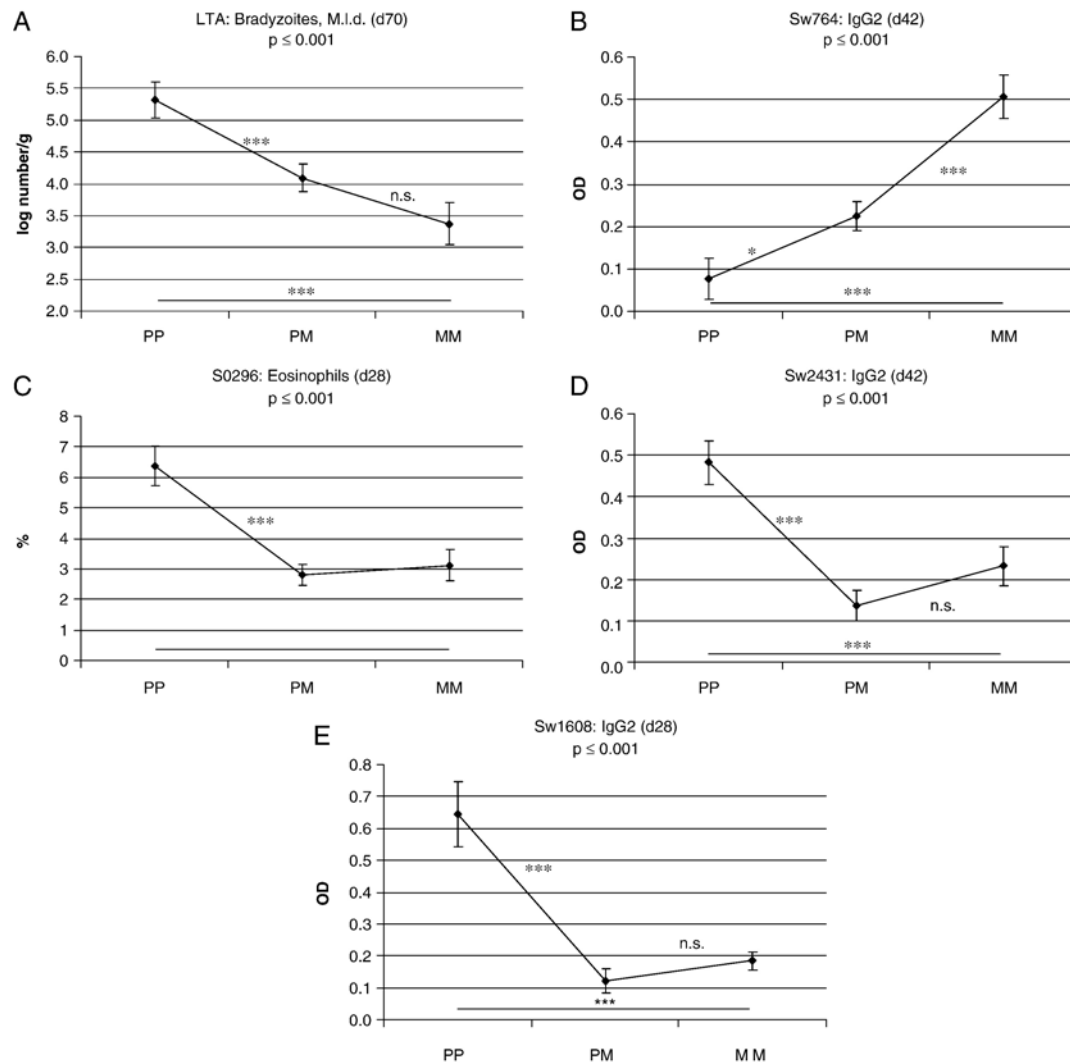 A
LTA: Bradyzoites, M.l.d. (d70)
p ≤ 0.001
log number/g
6.0
5.5
5.0
4.5
4.0
3.5
3.0
2.5
2.0
***
n.s.
***
PP PM MM
B
Sw764: IgG2 (d42)
p ≤ 0.001
OD
0.6
0.5
0.4
0.3
0.2
0.1
0.0
***
*
***
PP PM MM
C
S0296: Eosinophils (d28)
p ≤ 0.001
%
8
7
6
5
4
3
2
1
0
***
PP PM MM
D
Sw2431: IgG2 (d42)
p ≤ 0.001
OD
0.6
0.5
0.4
0.3
0.2
0.1
0.0
***
n.s.
***
PP PM MM
E
Sw1608: IgG2 (d28)
p ≤ 0.001
OD
0.8
0.7
0.6
0.5
0.4
0.3
0.2
0.1
0.0
***
n.s.
***
PP PM M M